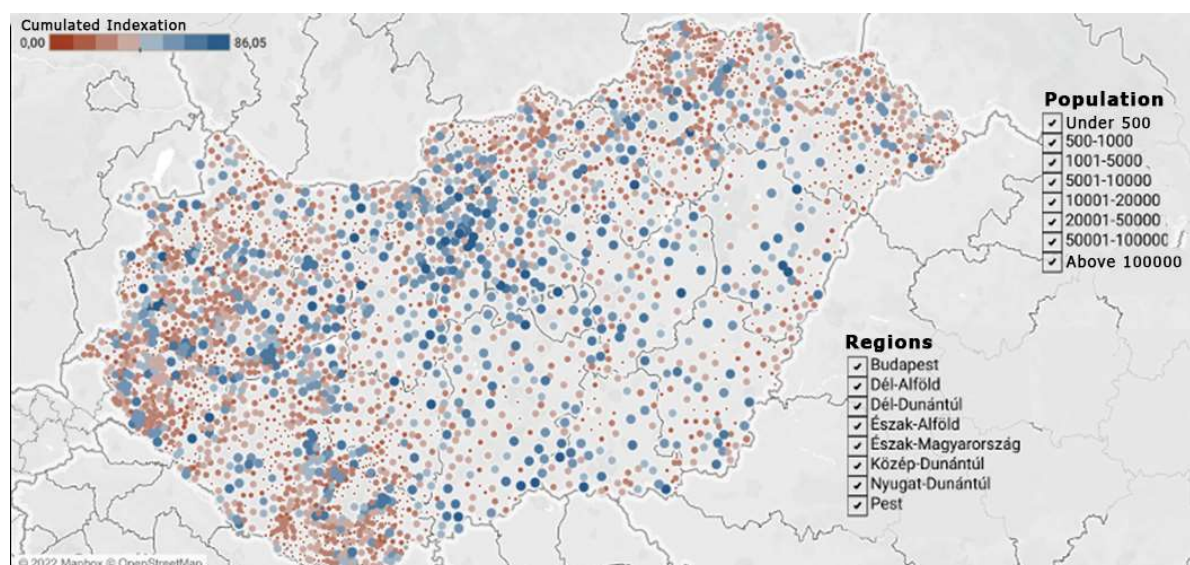 Cumulated Indexation
0,00 86,05
Population
Under 500
500-1000
1001-5000
5001-10000
10001-20000
20001-50000
50001-100000
Above 100000
Regions
Budapest
Dél-Alföld
Dél-Dunántúl
Észak-Alföld
Észak-Magyarország
Közép-Dunántúl
Nyugat-Dunántúl
Pest
© 2022 Mapbox © OpenStreetMap